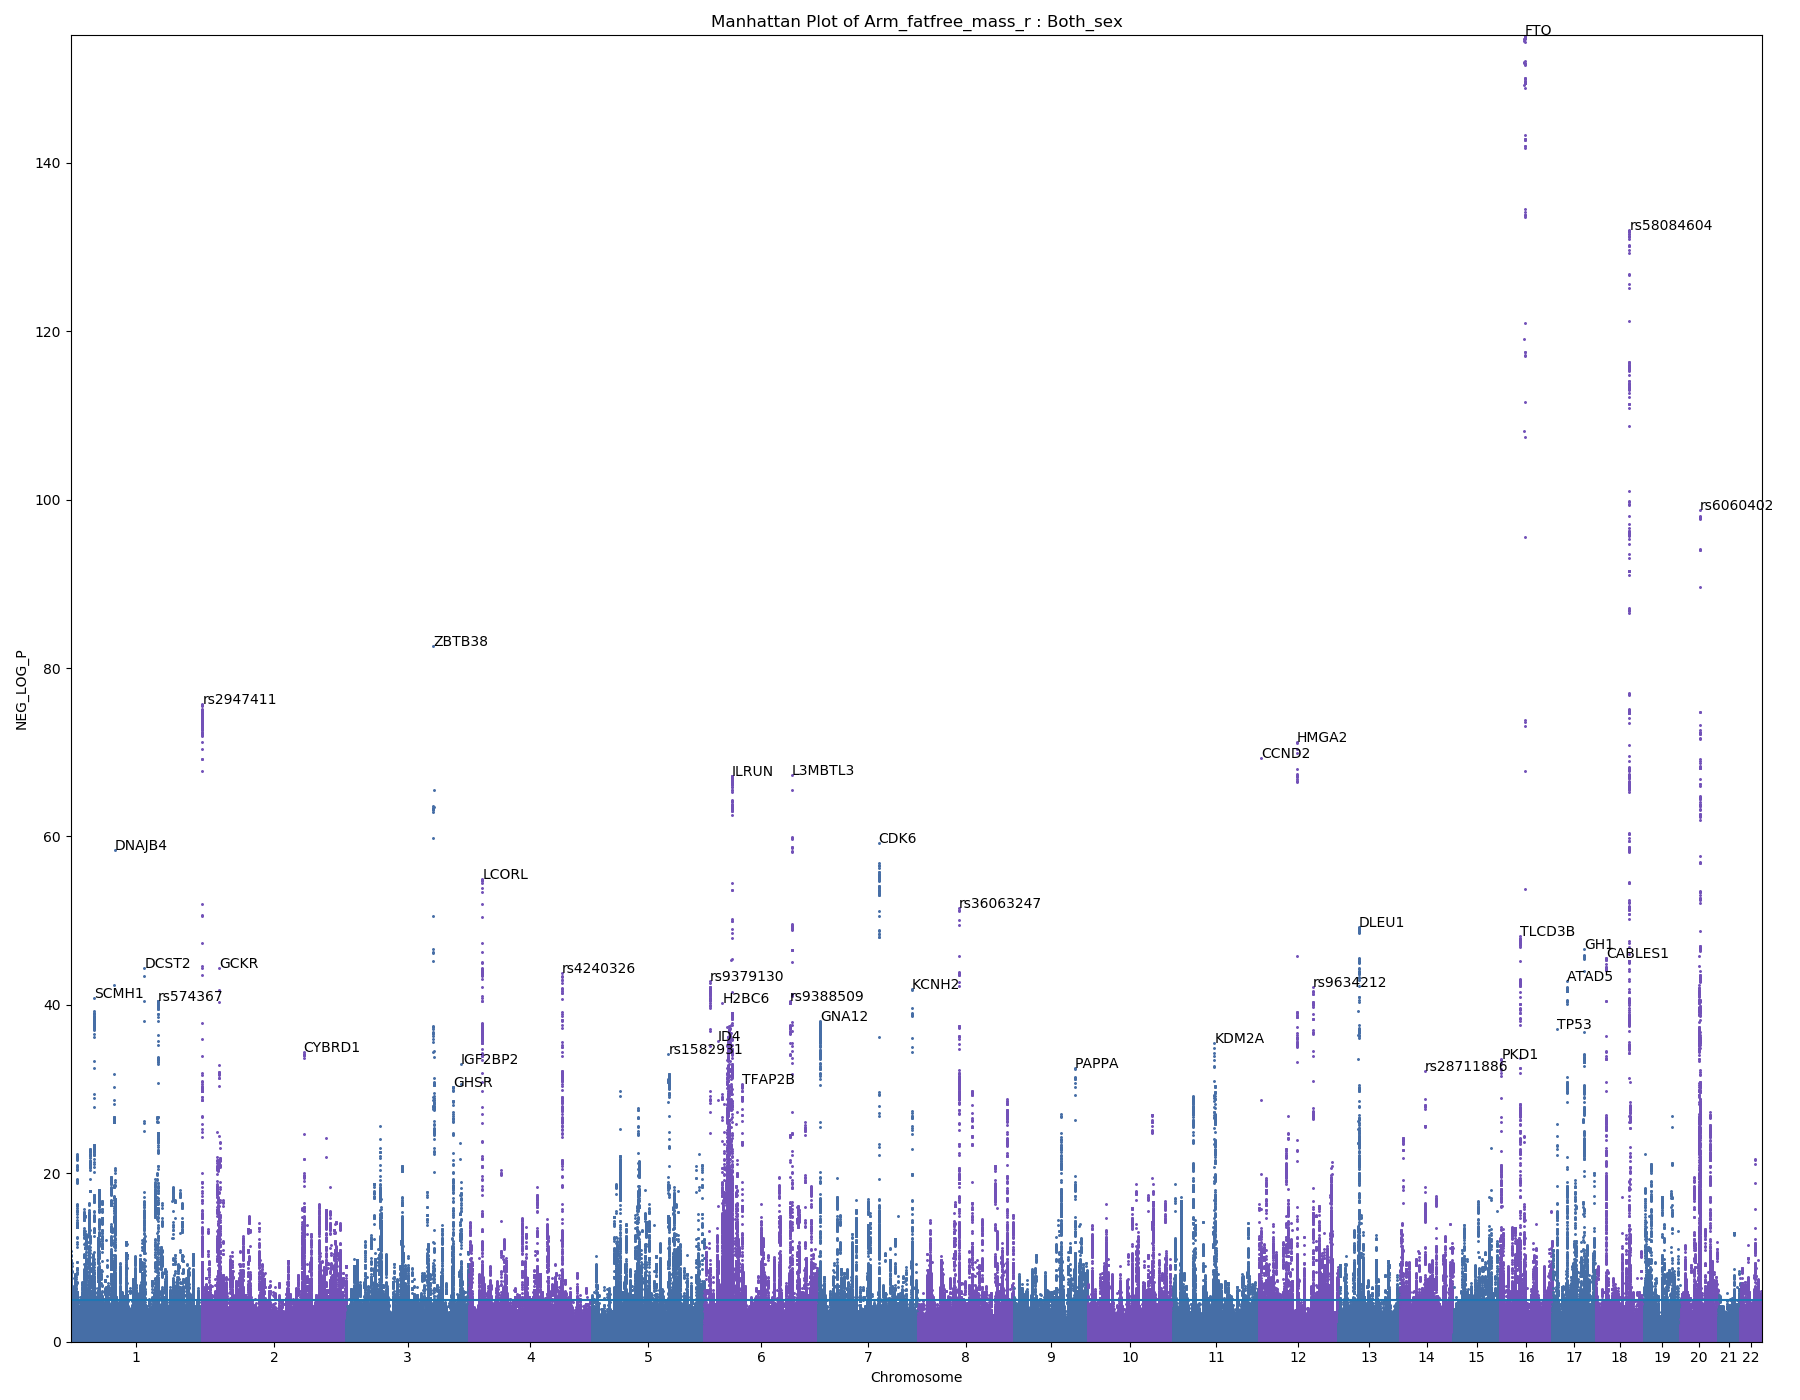 Manhattan Plot of Arm_fatfree_mass_r : Both_sex
FTO
140
rs58084604
120
100
rs6060402
80
ZBTB38
rs2947411
HMGA2
CCND2
ILRUN
L3MBTL3
60
DNAJB4
CDK6
LCORL
rs36063247
DLEU1
TLCD3B
GH1
CABLES1
DCST2
GCKR
rs4240326
rs9379130
ATAD5
KCNH2
rs9634212
40
SCMH1
rs574367
H2BC6
rs9388509
GNA12
TP53
JD4
KDM2A
CYBRD1
rs1582931
IGF2BP2
PKD1
PAPPA
rs28711886
GHSR
TFAP2B
20
0
NEG_LOG_P
1 2 3 4 5 6 7 8 9 10 11 12 13 14 15 16 17 18 19 20 21 22
Chromosome